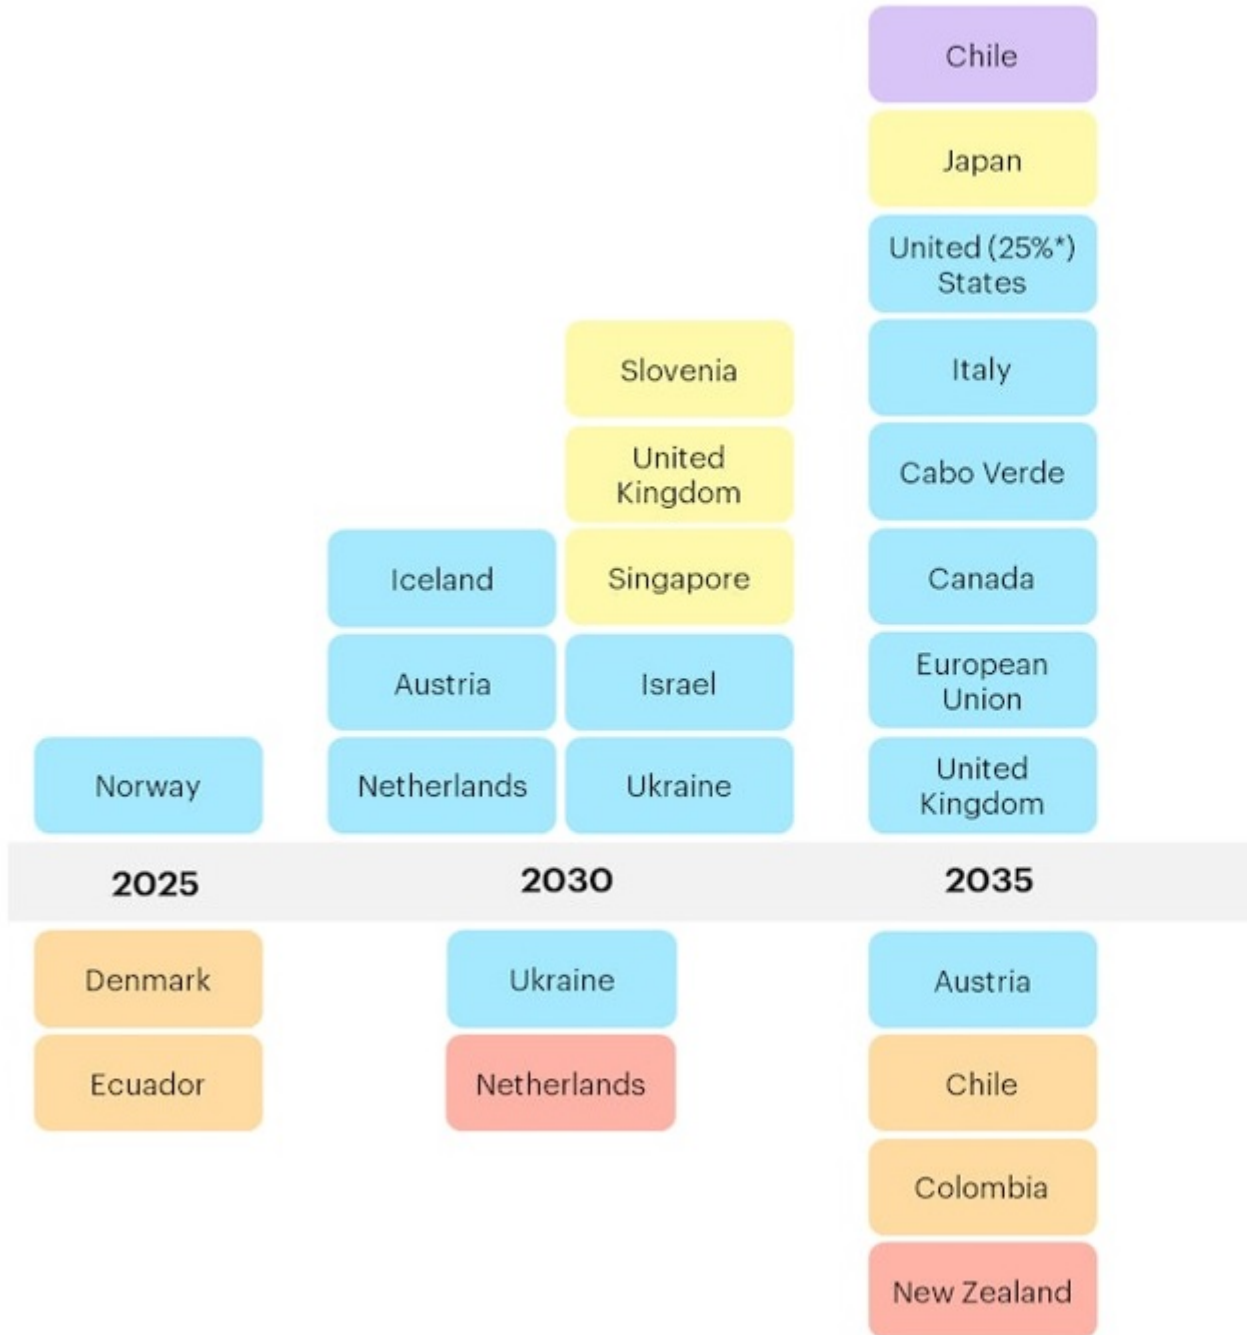 Chile
Japan
United (25%*)
States
Slovenia
Italy
United
Kingdom
Cabo Verde
Iceland
Singapore
Canada
Austria
Israel
European
Union
Norway
Netherlands
Ukraine
United
Kingdom
2025
2030
2035
Denmark
Ukraine
Austria
Ecuador
Netherlands
Chile
Colombia
New Zealand